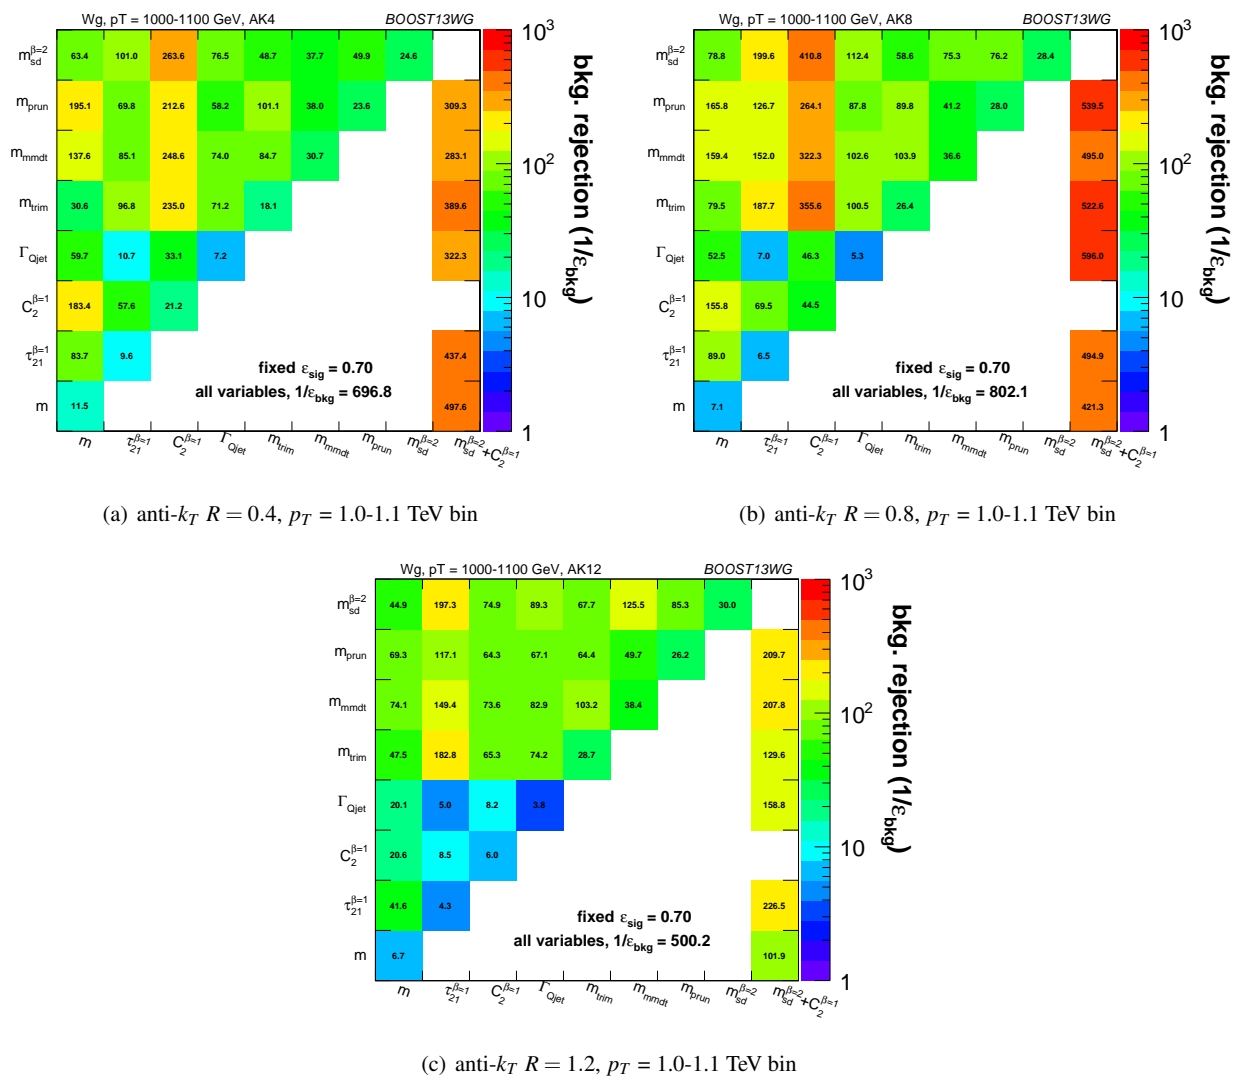 Wg, pT = 1000-1100 GeV, AK4 BOOST13WG
m_sd^β=2 63.4 101.0 263.6 76.5 48.7 37.7 49.9 24.6
m_prun 195.1 69.8 212.6 58.2 101.1 38.0 23.6 309.3
m_mmdt 137.6 85.1 248.6 74.0 84.7 30.7 283.1
m_trim 30.6 96.8 235.0 71.2 18.1 389.6
Γ_Qjet 59.7 10.7 33.1 7.2 322.3
C_2^β=1 183.4 57.6 21.2
τ_21^β=1 83.7 9.6 437.4
m 11.5 497.6
fixed ε_sig = 0.70
all variables, 1/ε_bkg = 696.8
m τ_21^β=1 C_2^β=1 Γ_Qjet m_trim m_mmdt m_prun m_sd^β=2 m_sd^β=2+C_2^β=1
10^3
10^2
10
1
bkg. rejection (1/ε_bkg)
(a) anti-k_T R = 0.4, p_T = 1.0-1.1 TeV bin
Wg, pT = 1000-1100 GeV, AK8 BOOST13WG
m_sd^β=2 78.8 199.6 410.8 112.4 58.6 75.3 76.2 28.4
m_prun 165.8 126.7 264.1 87.8 89.8 41.2 28.0 539.5
m_mmdt 159.4 152.0 322.3 102.6 103.9 36.6 495.0
m_trim 79.5 187.7 355.6 100.5 26.4 522.6
Γ_Qjet 52.5 7.0 46.3 5.3 596.0
C_2^β=1 155.8 69.5 44.5
τ_21^β=1 89.0 6.5 494.9
m 7.1 421.3
fixed ε_sig = 0.70
all variables, 1/ε_bkg = 802.1
m τ_21^β=1 C_2^β=1 Γ_Qjet m_trim m_mmdt m_prun m_sd^β=2 m_sd^β=2+C_2^β=1
10^3
10^2
10
1
bkg. rejection (1/ε_bkg)
(b) anti-k_T R = 0.8, p_T = 1.0-1.1 TeV bin
Wg, pT = 1000-1100 GeV, AK12 BOOST13WG
m_sd^β=2 44.9 197.3 74.9 89.3 67.7 125.5 85.3 30.0
m_prun 69.3 117.1 64.3 67.1 64.4 49.7 26.2 209.7
m_mmdt 74.1 149.4 73.6 82.9 103.2 38.4 207.8
m_trim 47.5 182.8 65.3 74.2 28.7 129.6
Γ_Qjet 20.1 5.0 8.2 3.8 158.8
C_2^β=1 20.6 8.5 6.0
τ_21^β=1 41.6 4.3 226.5
m 6.7 101.9
fixed ε_sig = 0.70
all variables, 1/ε_bkg = 500.2
m τ_21^β=1 C_2^β=1 Γ_Qjet m_trim m_mmdt m_prun m_sd^β=2 m_sd^β=2+C_2^β=1
10^3
10^2
10
1
bkg. rejection (1/ε_bkg)
(c) anti-k_T R = 1.2, p_T = 1.0-1.1 TeV bin